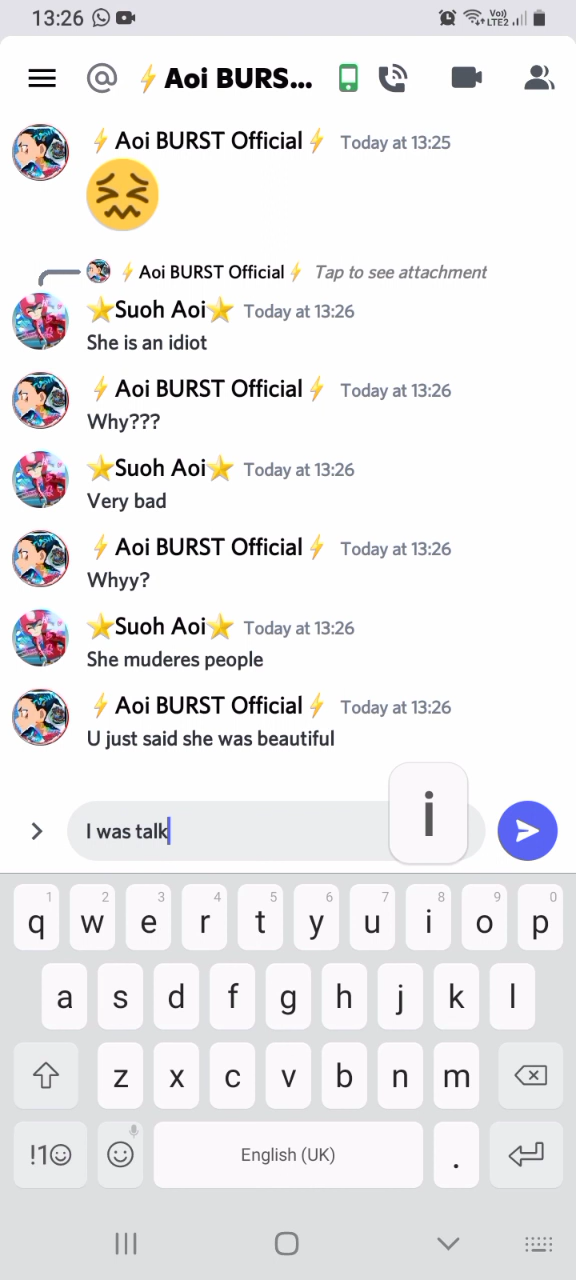 13:26
Vo)) LTE2
@ ⚡Aoi BURS...
⚡Aoi BURST Official⚡ Today at 13:25
⚡Aoi BURST Official⚡ Tap to see attachment
⭐Suoh Aoi⭐ Today at 13:26
She is an idiot
⚡Aoi BURST Official⚡ Today at 13:26
Why???
⭐Suoh Aoi⭐ Today at 13:26
Very bad
⚡Aoi BURST Official⚡ Today at 13:26
Whyy?
⭐Suoh Aoi⭐ Today at 13:26
She muderes people
⚡Aoi BURST Official⚡ Today at 13:26
U just said she was beautiful
I was talk
i
1 2 3 4 5 6 7 8 9 0
q w e r t y u i o p
a s d f g h j k l
z x c v b n m
!1☺ English (UK) .